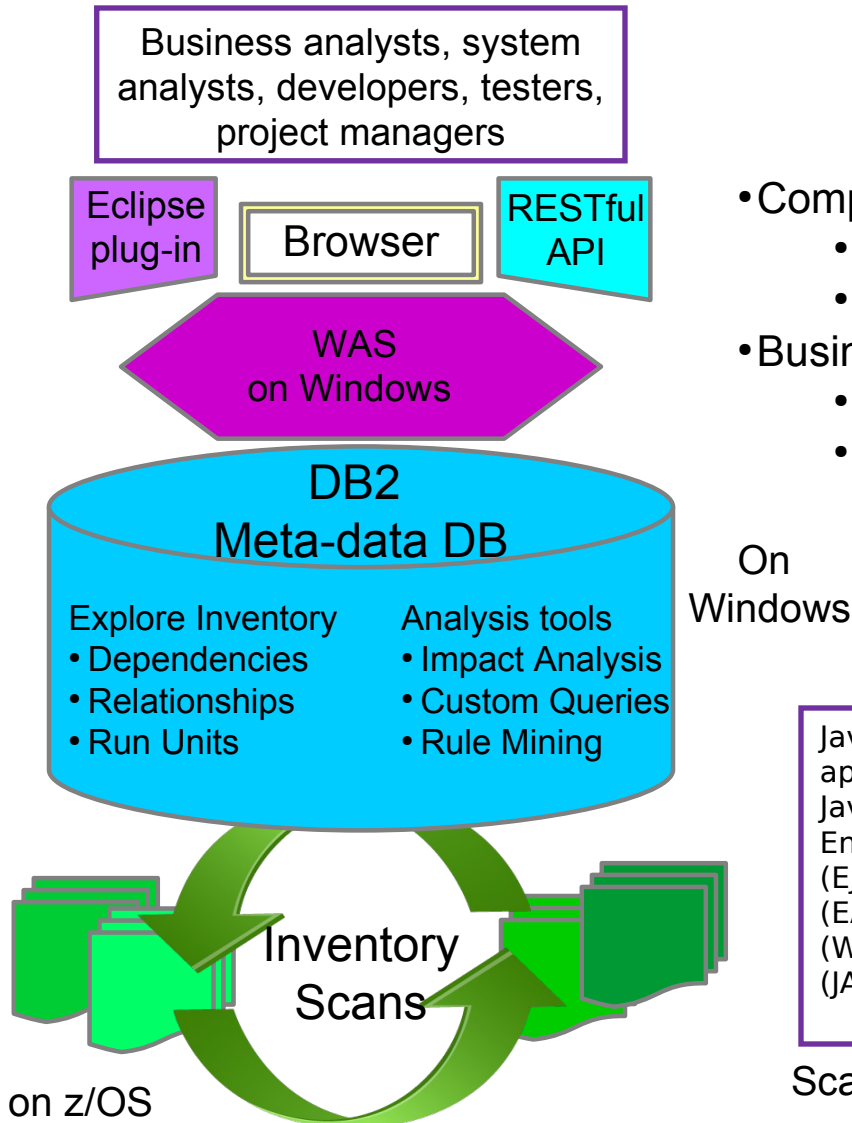 Business analysts, system
analysts, developers, testers,
project managers
Eclipse
plug-in
Browser
RESTful
API
WAS
on Windows
DB2
Meta-data DB
Explore Inventory
• Dependencies
• Relationships
• Run Units
Analysis tools
• Impact Analysis
• Custom Queries
• Rule Mining
On
Windows
Inventory
Scans
on z/OS